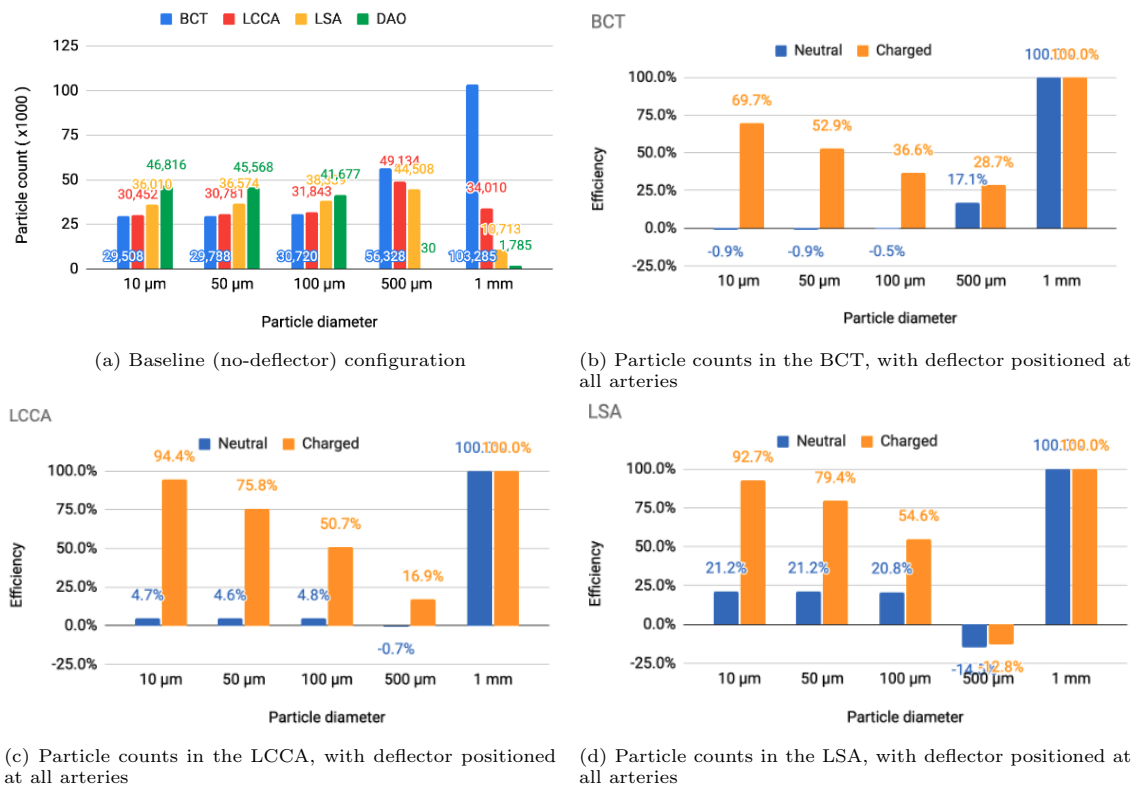 BCT LCCA LSA DAO
Particle count ( x1000 )
125
100
75
50
25
0
46,816
36,010
30,452
29,508
45,568
36,574
30,781
29,788
41,677
31,843
30,720
49,134
44,508
56,328
30
34,010
10,713
1,785
103,285
10 µm 50 µm 100 µm 500 µm 1 mm
Particle diameter
(a) Baseline (no-deflector) configuration
BCT
Neutral Charged
Efficiency
100.0%
75.0%
50.0%
25.0%
0.0%
-25.0%
69.7%
52.9%
36.6%
28.7%
17.1%
100.0%
-0.9%
-0.9%
-0.5%
10 µm 50 µm 100 µm 500 µm 1 mm
Particle diameter
(b) Particle counts in the BCT, with deflector positioned at
all arteries
LCCA
Neutral Charged
Efficiency
100.0%
75.0%
50.0%
25.0%
0.0%
-25.0%
94.4%
75.8%
50.7%
16.9%
100.0%
4.7%
4.6%
4.8%
-0.7%
10 µm 50 µm 100 µm 500 µm 1 mm
Particle diameter
(c) Particle counts in the LCCA, with deflector positioned
at all arteries
LSA
Neutral Charged
Efficiency
100.0%
75.0%
50.0%
25.0%
0.0%
-25.0%
92.7%
79.4%
54.6%
100.0%
21.2%
21.2%
20.8%
-12.8%
10 µm 50 µm 100 µm 500 µm 1 mm
Particle diameter
(d) Particle counts in the LSA, with deflector positioned at
all arteries